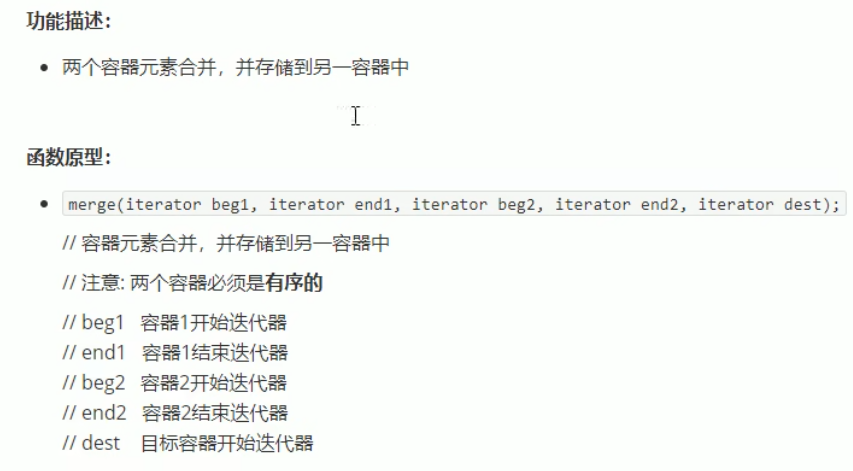 功能描述：
• 两个容器元素合并，并存储到另一容器中
函数原型：
• merge(iterator beg1, iterator end1, iterator beg2, iterator end2, iterator dest);
// 容器元素合并，并存储到另一容器中
// 注意: 两个容器必须是有序的
// beg1 容器1开始迭代器
// end1 容器1结束迭代器
// beg2 容器2开始迭代器
// end2 容器2结束迭代器
// dest 目标容器开始迭代器